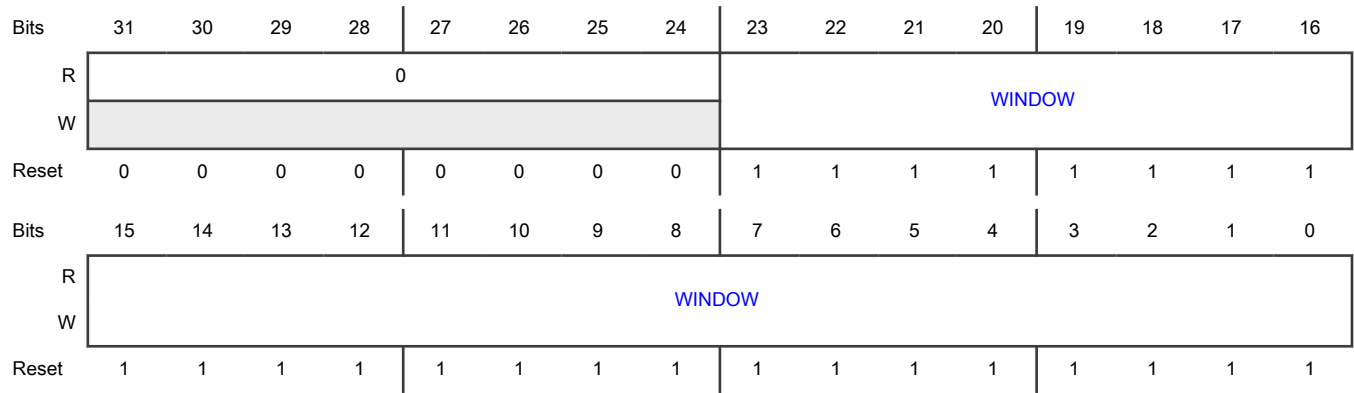 Bits 31 30 29 28 27 26 25 24 23 22 21 20 19 18 17 16
R 0
WINDOW
W
Reset 0 0 0 0 0 0 0 0 1 1 1 1 1 1 1 1
Bits 15 14 13 12 11 10 9 8 7 6 5 4 3 2 1 0
R
WINDOW
W
Reset 1 1 1 1 1 1 1 1 1 1 1 1 1 1 1 1